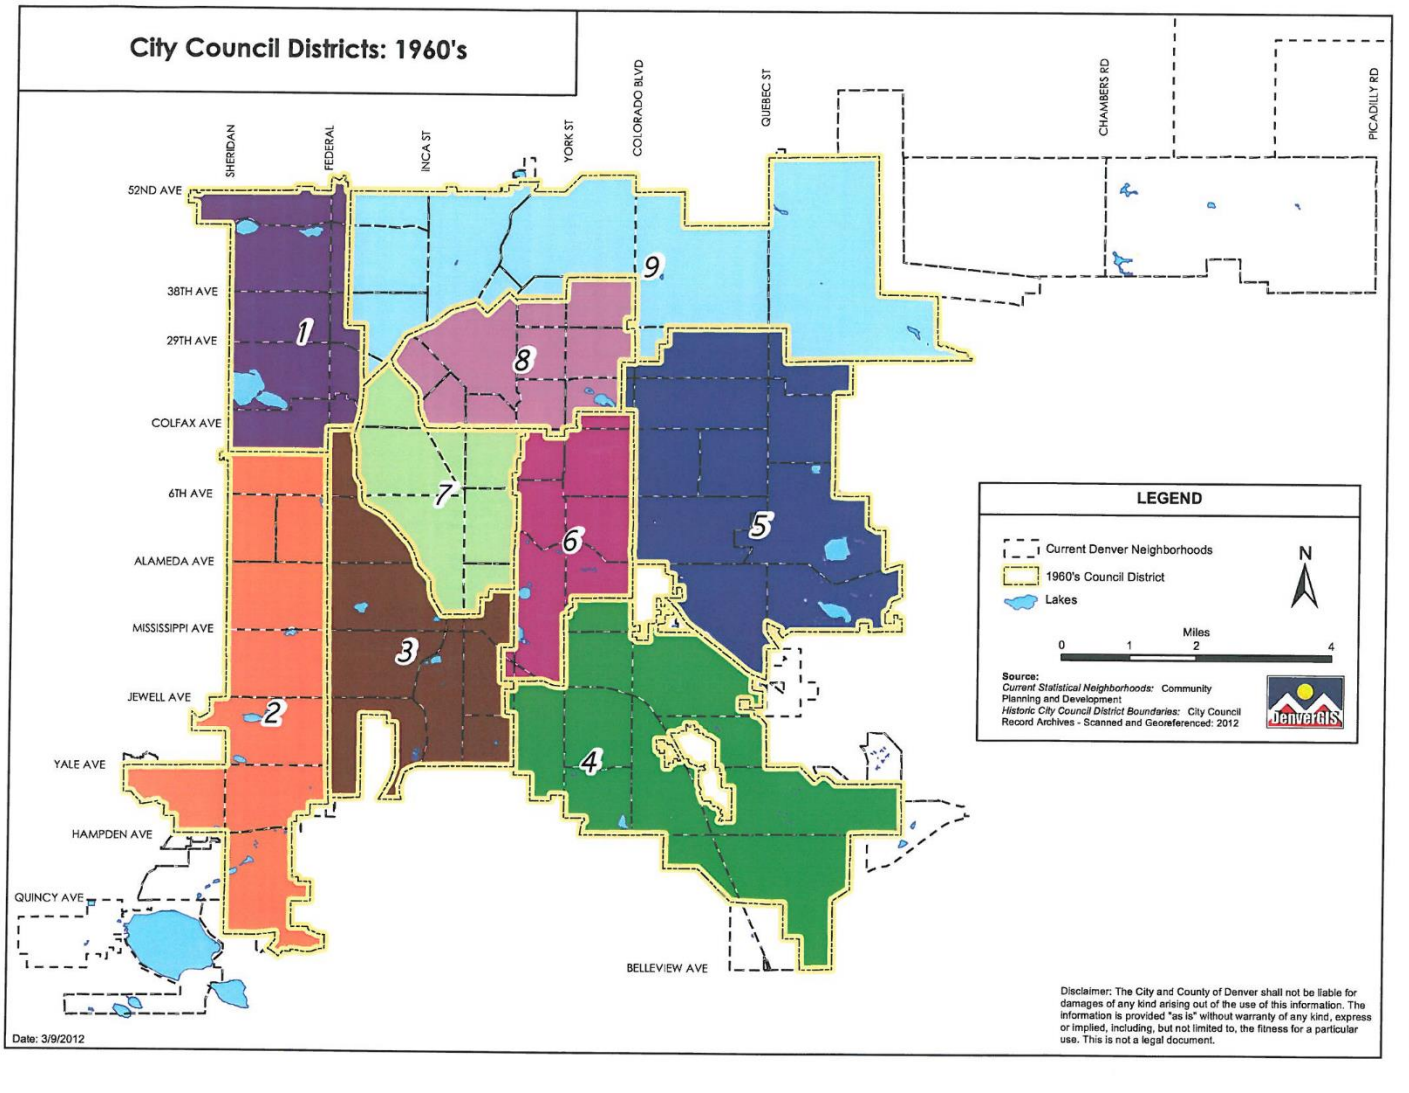 City Council Districts: 1960's
SHERIDAN
FEDERAL
INCA ST
YORK ST
COLORADO BLVD
QUEBEC ST
CHAMBERS RD
PICADILLY RD
52ND AVE
38TH AVE
29TH AVE
COLFAX AVE
6TH AVE
ALAMEDA AVE
MISSISSIPPI AVE
JEWELL AVE
YALE AVE
HAMPDEN AVE
QUINCY AVE
BELLEVIEW AVE
9
1
8
7
5
6
3
2
4
LEGEND
Current Denver Neighborhoods
1960's Council District
Lakes
N
Miles
0 1 2 4
Source:
Current Statistical Neighborhoods: Community
Planning and Development
Historic City Council District Boundaries: City Council
Record Archives - Scanned and Georeferenced: 2012
DenverGIS
Disclaimer: The City and County of Denver shall not be liable for
damages of any kind arising out of the use of this information. The
information is provided "as is" without warranty of any kind, express
or implied, including, but not limited to, the fitness for a particular
use. This is not a legal document.
Date: 3/9/2012